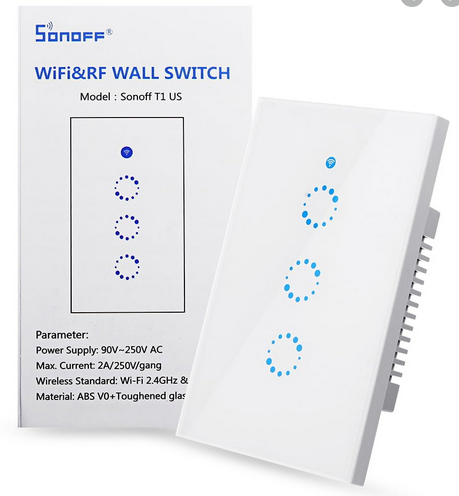 SONOFF®
WiFi&RF WALL SWITCH
Model : Sonoff T1 US
Parameter:
Power Supply: 90V~250V AC
Max. Current: 2A/250V/gang
Wireless Standard: Wi-Fi 2.4GHz &
Material: ABS V0+Toughened